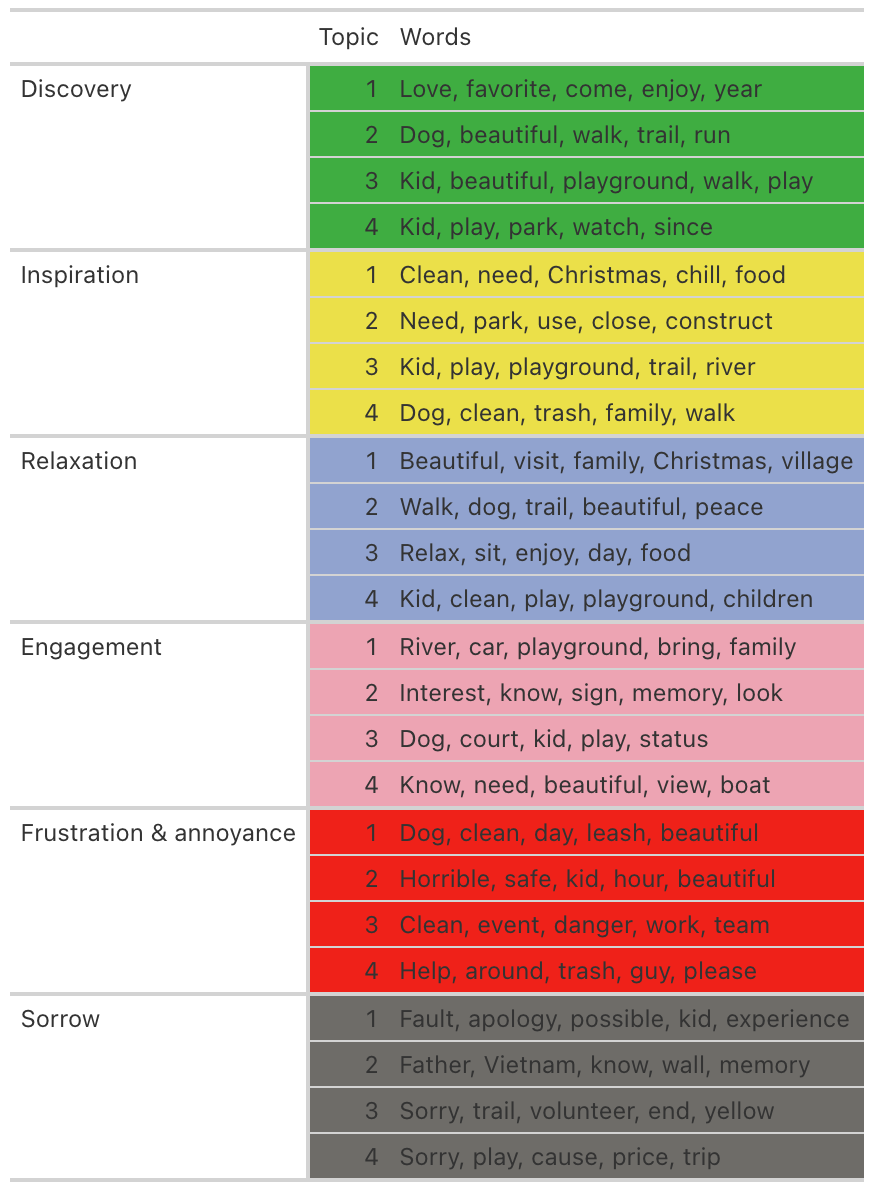 Topic Words
Discovery 1 Love, favorite, come, enjoy, year
2 Dog, beautiful, walk, trail, run
3 Kid, beautiful, playground, walk, play
4 Kid, play, park, watch, since
Inspiration 1 Clean, need, Christmas, chill, food
2 Need, park, use, close, construct
3 Kid, play, playground, trail, river
4 Dog, clean, trash, family, walk
Relaxation 1 Beautiful, visit, family, Christmas, village
2 Walk, dog, trail, beautiful, peace
3 Relax, sit, enjoy, day, food
4 Kid, clean, play, playground, children
Engagement 1 River, car, playground, bring, family
2 Interest, know, sign, memory, look
3 Dog, court, kid, play, status
4 Know, need, beautiful, view, boat
Frustration & annoyance 1 Dog, clean, day, leash, beautiful
2 Horrible, safe, kid, hour, beautiful
3 Clean, event, danger, work, team
4 Help, around, trash, guy, please
Sorrow 1 Fault, apology, possible, kid, experience
2 Father, Vietnam, know, wall, memory
3 Sorry, trail, volunteer, end, yellow
4 Sorry, play, cause, price, trip